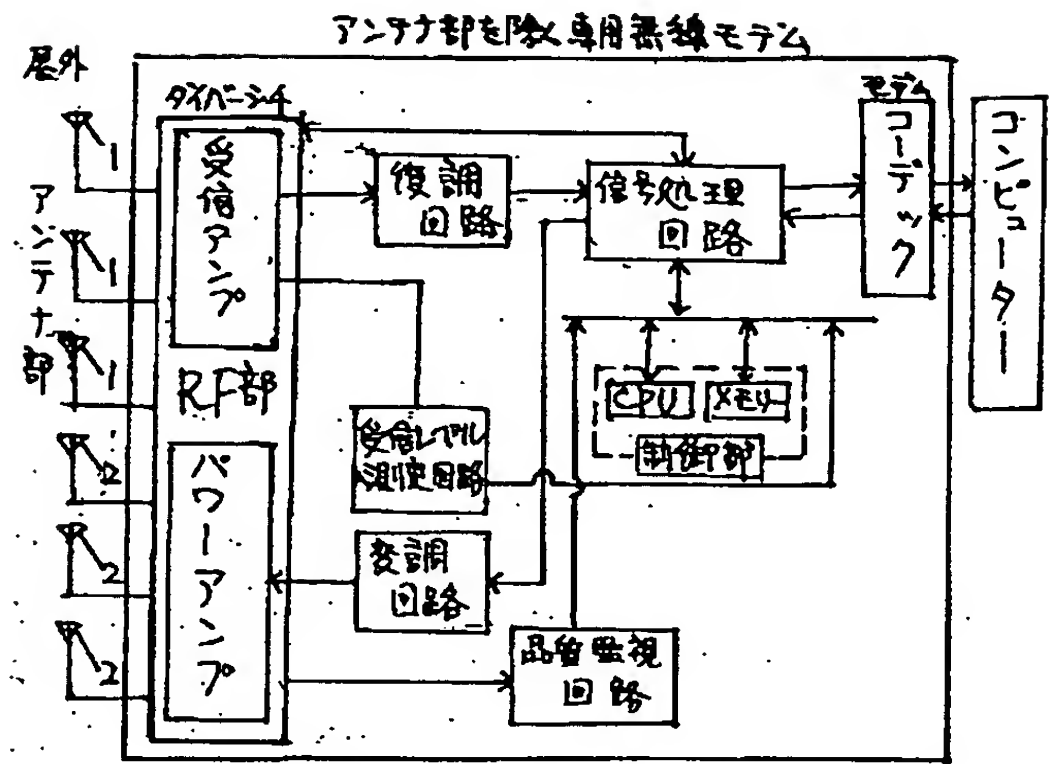 アンテナ部を除く専用無線モデム
屋外
アンテナ部
1
1
1
2
2
2
ダイバーシチ
受信アンプ
RF部
パワーアンプ
復調
回路
信号処理
回路
モデム
コーデック
コンピューター
CPU
メモリー
制御部
受信レベル
測定回路
変調
回路
品質監視
回路